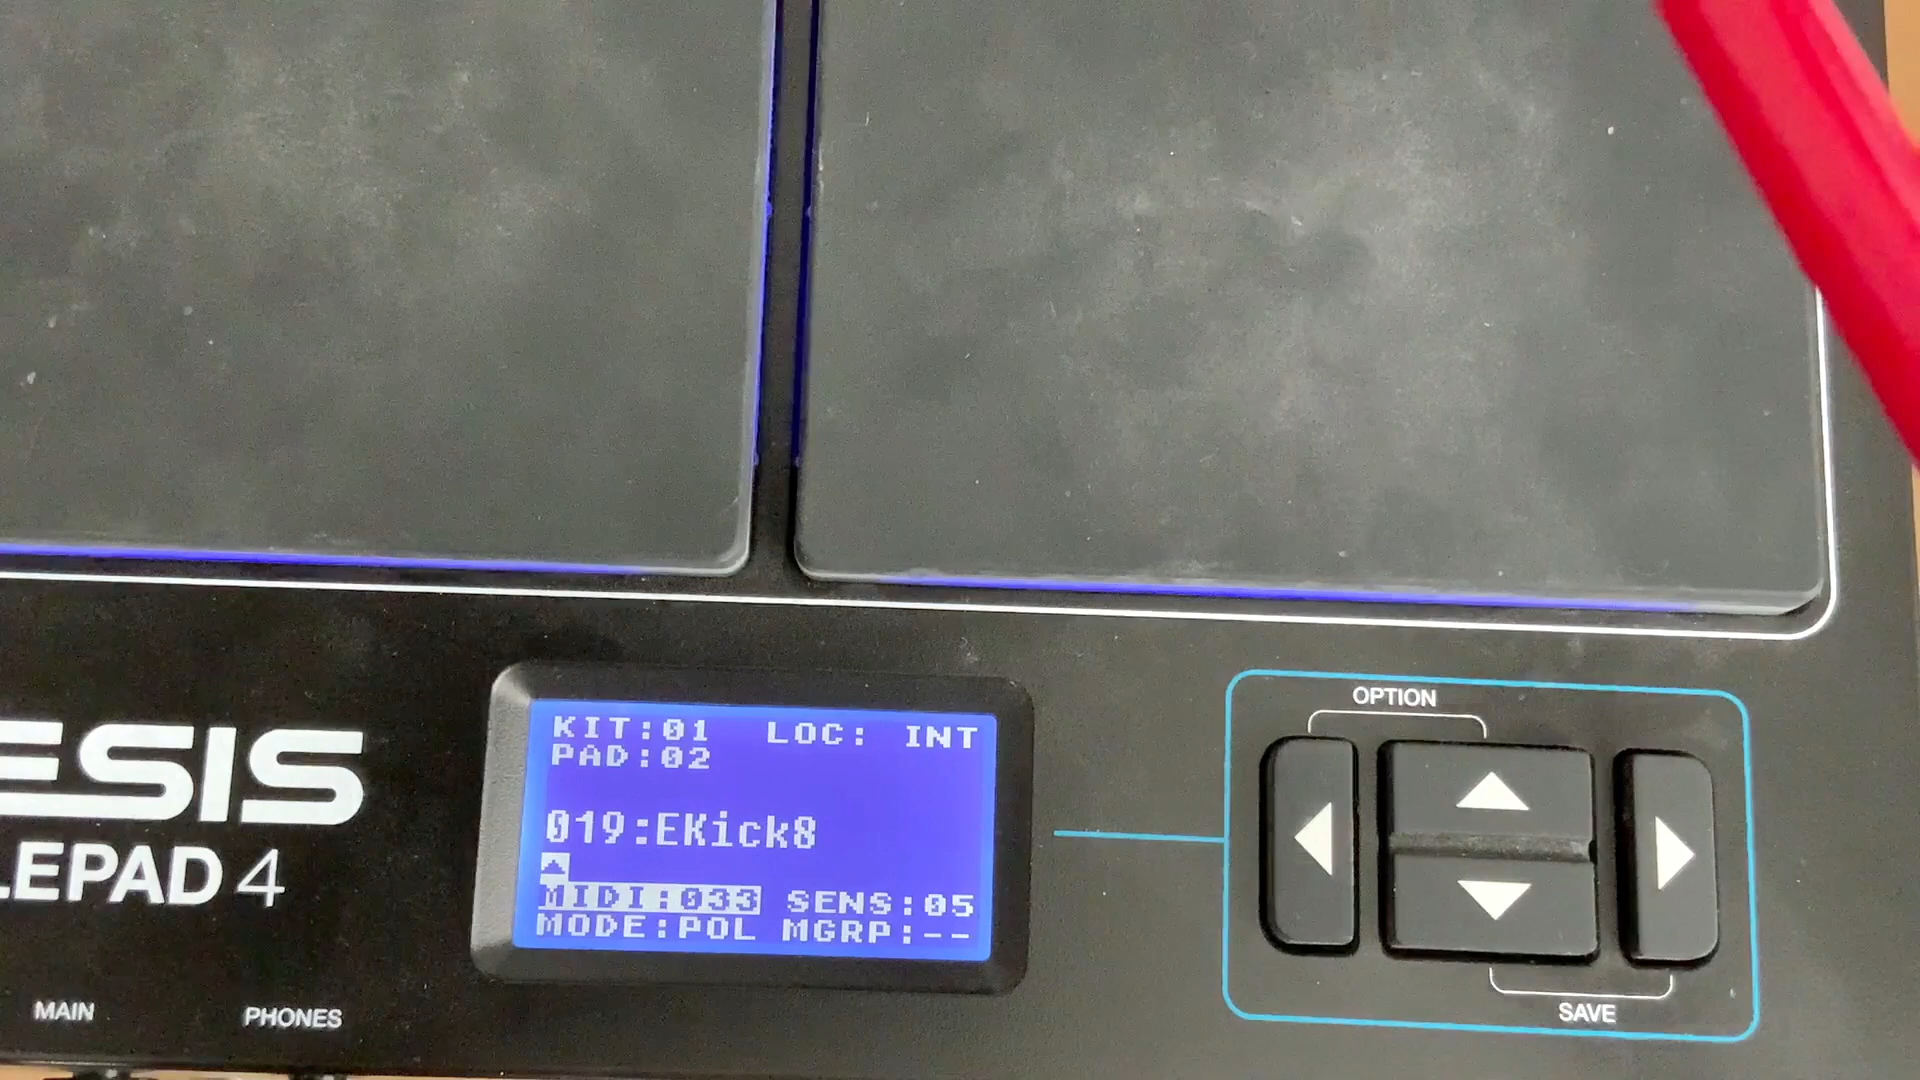 OPTION
KIT:01 LOC: INT
PAD:02
019:EKick8
MIDI:033 SENS:05
MODE:POL MGRP:--
ESIS
LEPAD 4
MAIN
PHONES
SAVE